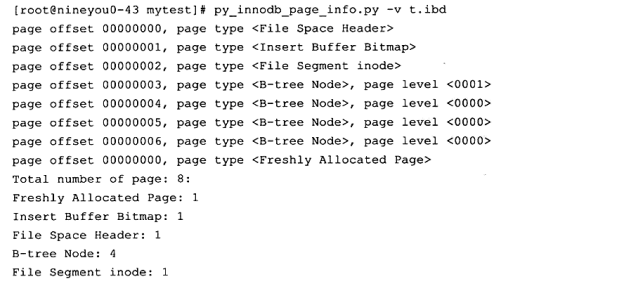 [root@nineyou0-43 mytest]# py_innodb_page_info.py -v t.ibd
page offset 00000000, page type <File Space Header>
page offset 00000001, page type <Insert Buffer Bitmap>
page offset 00000002, page type <File Segment inode>
page offset 00000003, page type <B-tree Node>, page level <0001>
page offset 00000004, page type <B-tree Node>, page level <0000>
page offset 00000005, page type <B-tree Node>, page level <0000>
page offset 00000006, page type <B-tree Node>, page level <0000>
page offset 00000000, page type <Freshly Allocated Page>
Total number of page: 8:
Freshly Allocated Page: 1
Insert Buffer Bitmap: 1
File Space Header: 1
B-tree Node: 4
File Segment inode: 1